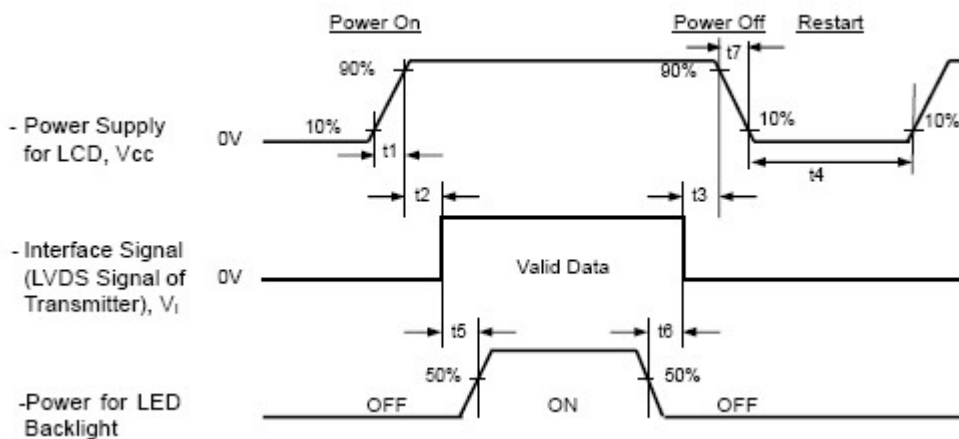 Power On
Power Off
Restart
t7
90%
90%
- Power Supply
for LCD, Vcc
0V
10%
10%
10%
t1
t4
t2
t3
- Interface Signal
(LVDS Signal of
Transmitter), VI
0V
Valid Data
t5
t6
50%
50%
-Power for LED
Backlight
OFF
ON
OFF